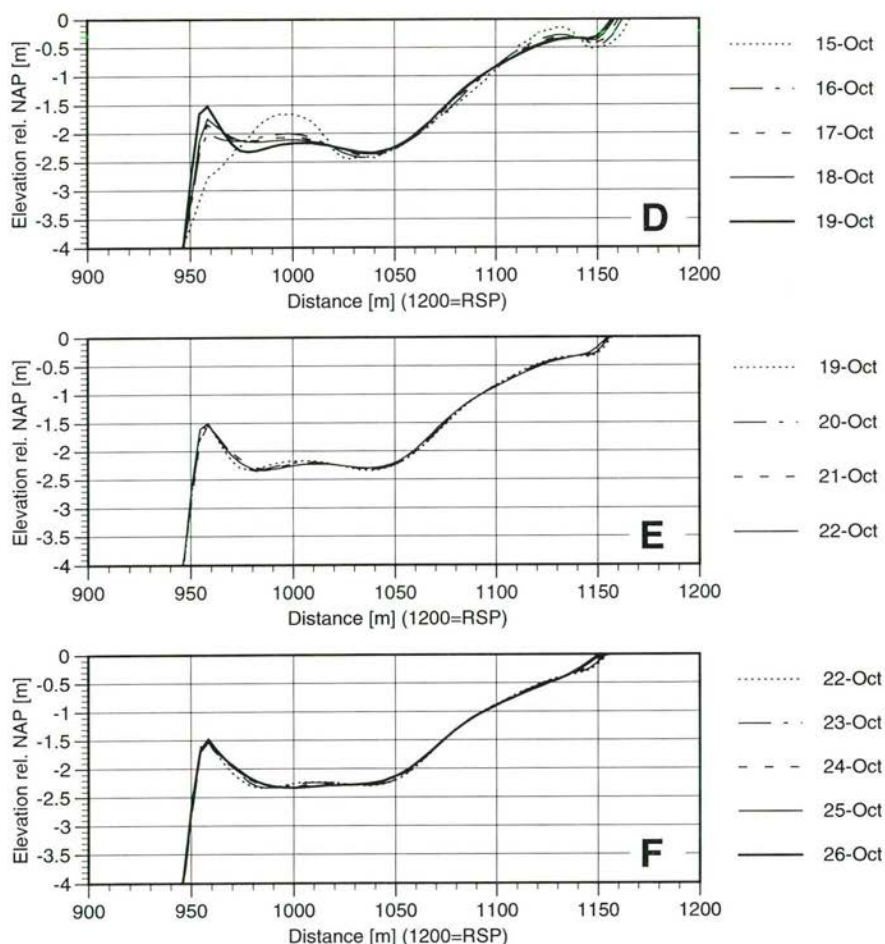 Elevation rel. NAP [m]
0
-0.5
-1
-1.5
-2
-2.5
-3
-3.5
-4
900 950 1000 1050 1100 1150 1200
Distance [m] (1200=RSP)
D
15-Oct
16-Oct
17-Oct
18-Oct
19-Oct
Elevation rel. NAP [m]
0
-0.5
-1
-1.5
-2
-2.5
-3
-3.5
-4
900 950 1000 1050 1100 1150 1200
Distance [m] (1200=RSP)
E
19-Oct
20-Oct
21-Oct
22-Oct
Elevation rel. NAP [m]
0
-0.5
-1
-1.5
-2
-2.5
-3
-3.5
-4
900 950 1000 1050 1100 1150 1200
Distance [m] (1200=RSP)
F
22-Oct
23-Oct
24-Oct
25-Oct
26-Oct